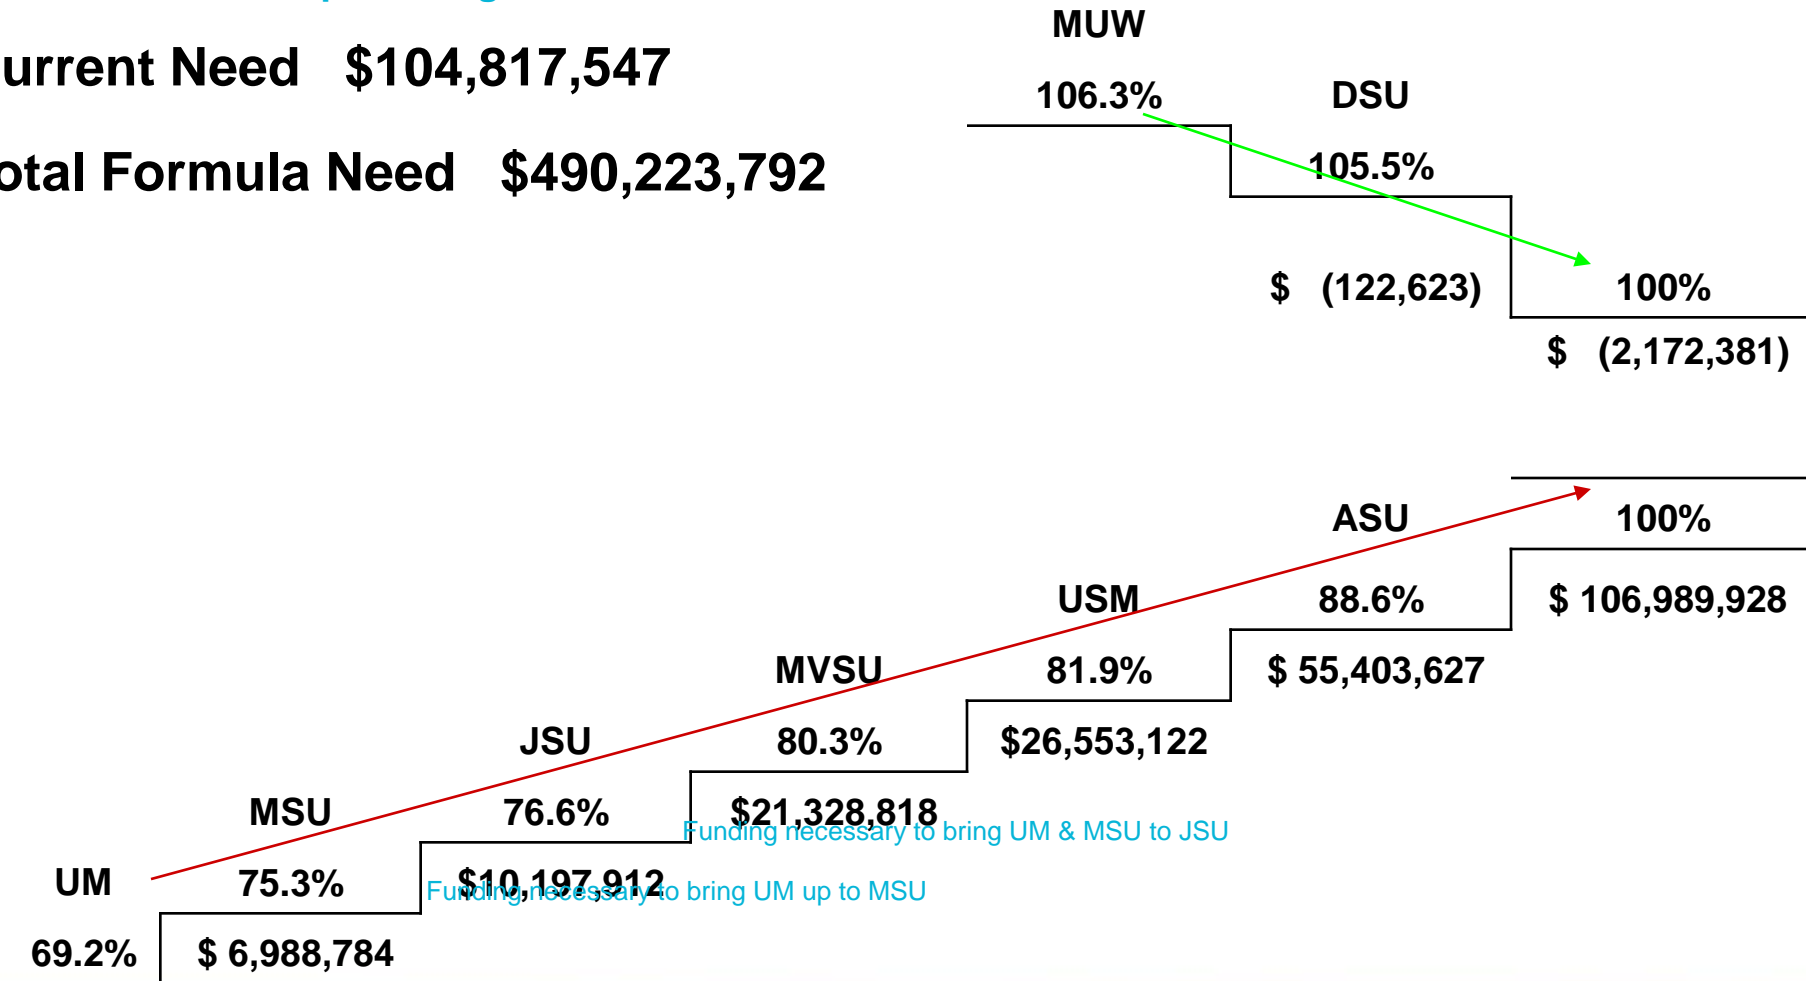 MUW
urrent Need $104,817,547
106.3%
DSU
otal Formula Need $490,223,792
105.5%
$ (122,623)
100%
$ (2,172,381)
ASU
100%
USM
88.6%
$ 106,989,928
MVSU
81.9%
$ 55,403,627
JSU
80.3%
$26,553,122
MSU
76.6%
$21,328,818
Funding necessary to bring UM & MSU to JSU
UM
75.3%
$10,197,912
Funding necessary to bring UM up to MSU
69.2%
$ 6,988,784